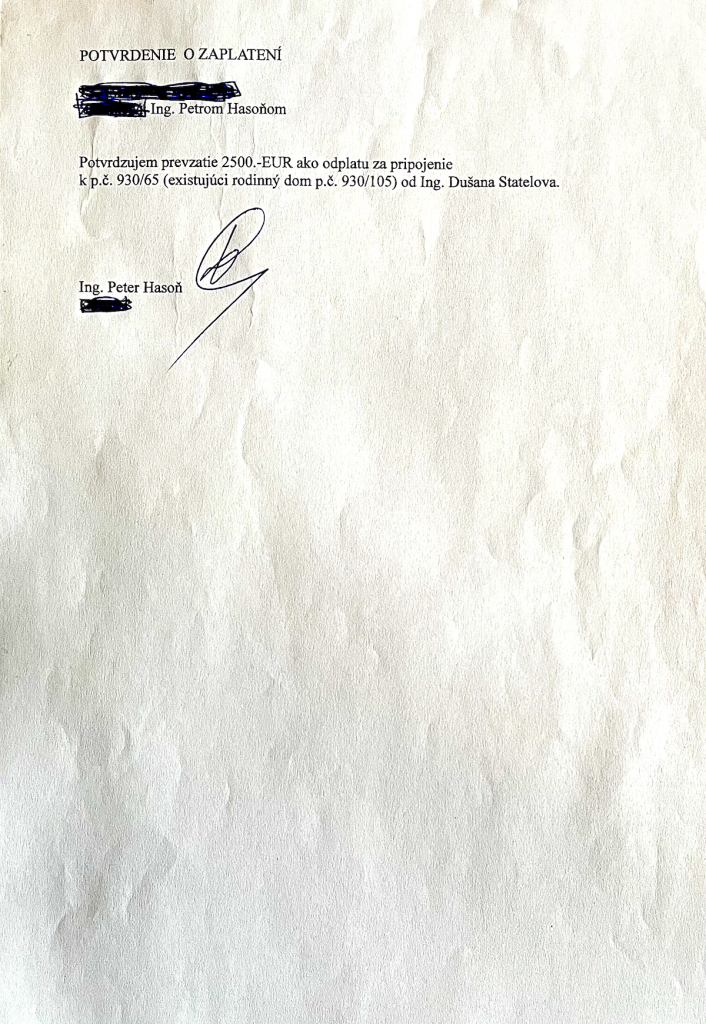 POTVRDENIE O ZAPLATENÍ
Ing. Petrom Hasoňom
Potvrdzujem prevzatie 2500.-EUR ako odplatu za pripojenie
k p.č. 930/65 (existujúci rodinný dom p.č. 930/105) od Ing. Dušana Statelova.
Ing. Peter Hasoň